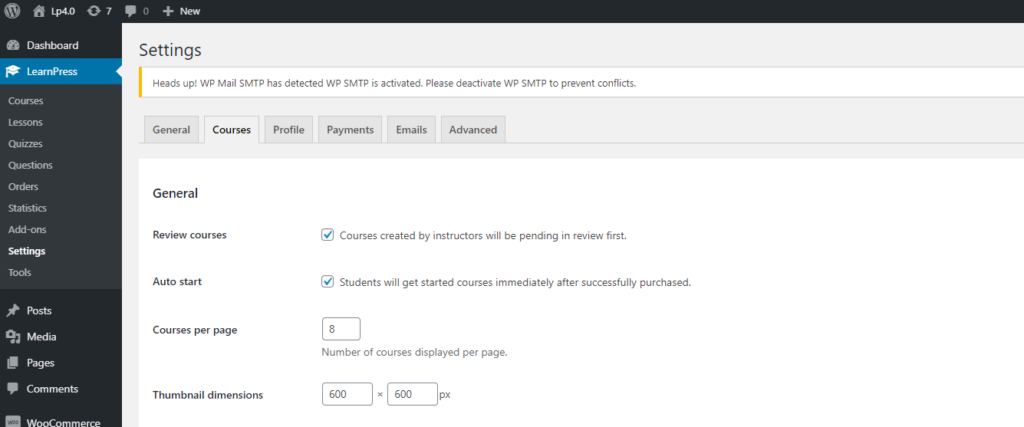 Lp4.0 7 0 + New
Dashboard
LearnPress
Courses
Lessons
Quizzes
Questions
Orders
Statistics
Add-ons
Settings
Tools
Posts
Media
Pages
Comments
WooCommerce
Settings
Heads up! WP Mail SMTP has detected WP SMTP is activated. Please deactivate WP SMTP to prevent conflicts.
General Courses Profile Payments Emails Advanced
General
Review courses Courses created by instructors will be pending in review first.
Auto start Students will get started courses immediately after successfully purchased.
Courses per page 8
Number of courses displayed per page.
Thumbnail dimensions 600 × 600 px